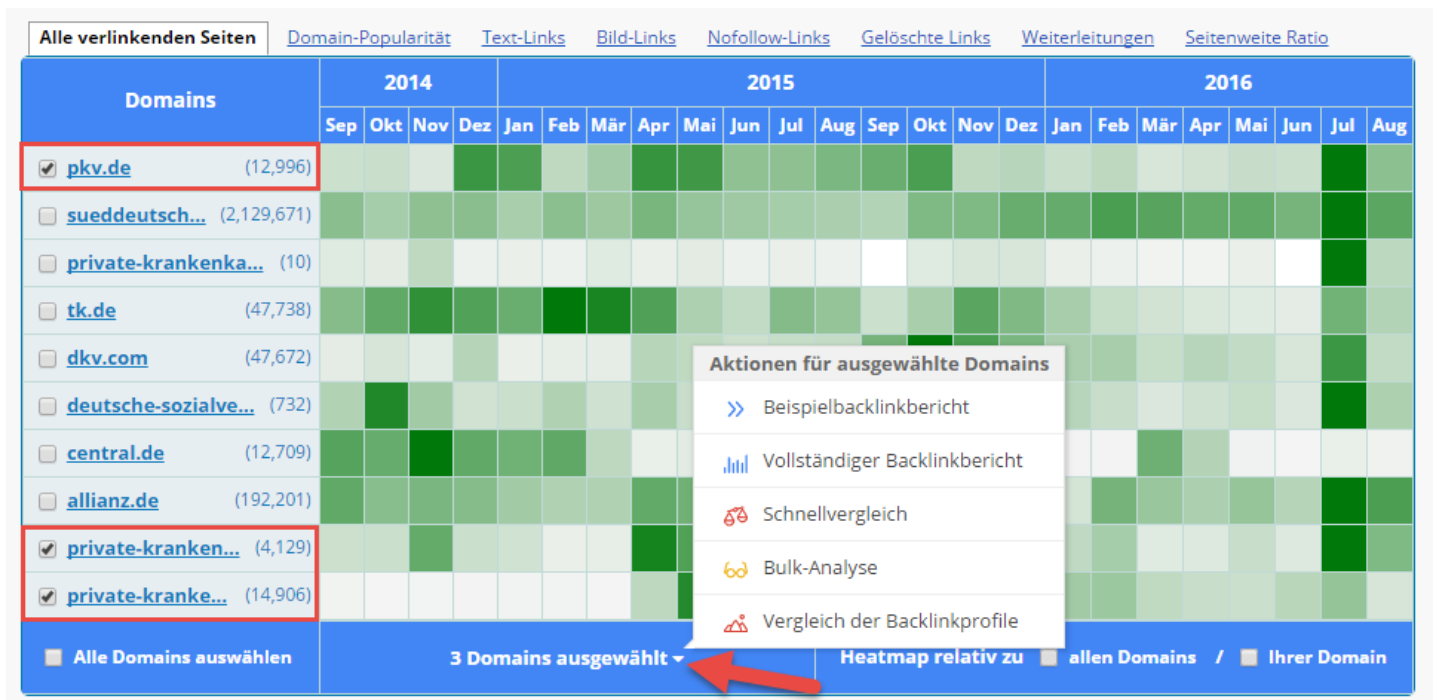 Alle verlinkenden Seiten Domain-Popularität Text-Links Bild-Links Nofollow-Links Gelöschte Links Weiterleitungen Seitenweite Ratio
Domains 2014 2015 2016
Sep Okt Nov Dez Jan Feb Mär Apr Mai Jun Jul Aug Sep Okt Nov Dez Jan Feb Mär Apr Mai Jun Jul Aug
pkv.de (12,996)
sueddeutsch... (2,129,671)
private-krankenka... (10)
tk.de (47,738)
dkv.com (47,672)
deutsche-sozialve... (732)
central.de (12,709)
allianz.de (192,201)
private-kranken... (4,129)
private-kranke... (14,906)
Aktionen für ausgewählte Domains
Beispielbacklinkbericht
Vollständiger Backlinkbericht
Schnellvergleich
Bulk-Analyse
Vergleich der Backlinkprofile
Alle Domains auswählen 3 Domains ausgewählt Heatmap relativ zu allen Domains / Ihrer Domain